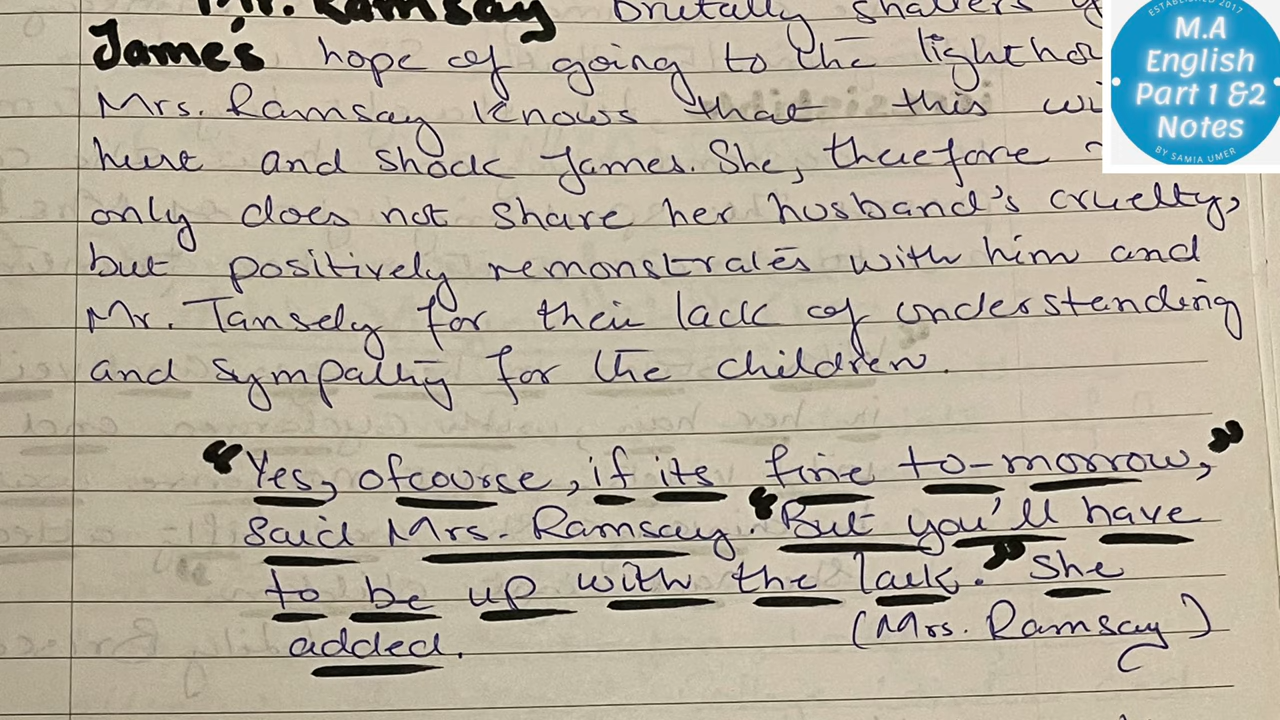 Mr. Ramsay brutally shatters
James hope of going to the lightho
Mrs. Ramsay knows that this wi
hurt and shock James. She, therefore
only does not share her husband's cruelty,
but positively remonstrates with him and
Mr. Tansely for their lack of understanding
and sympathy for the children.
"Yes, ofcourse, if its fine to-morrow,"
said Mrs. Ramsay. "But you'll have
to be up with the lark." She
added. (Mrs. Ramsay)
ESTABLISHED 2017
M.A
English
Part 1 &2
Notes
BY SAMIA UMER